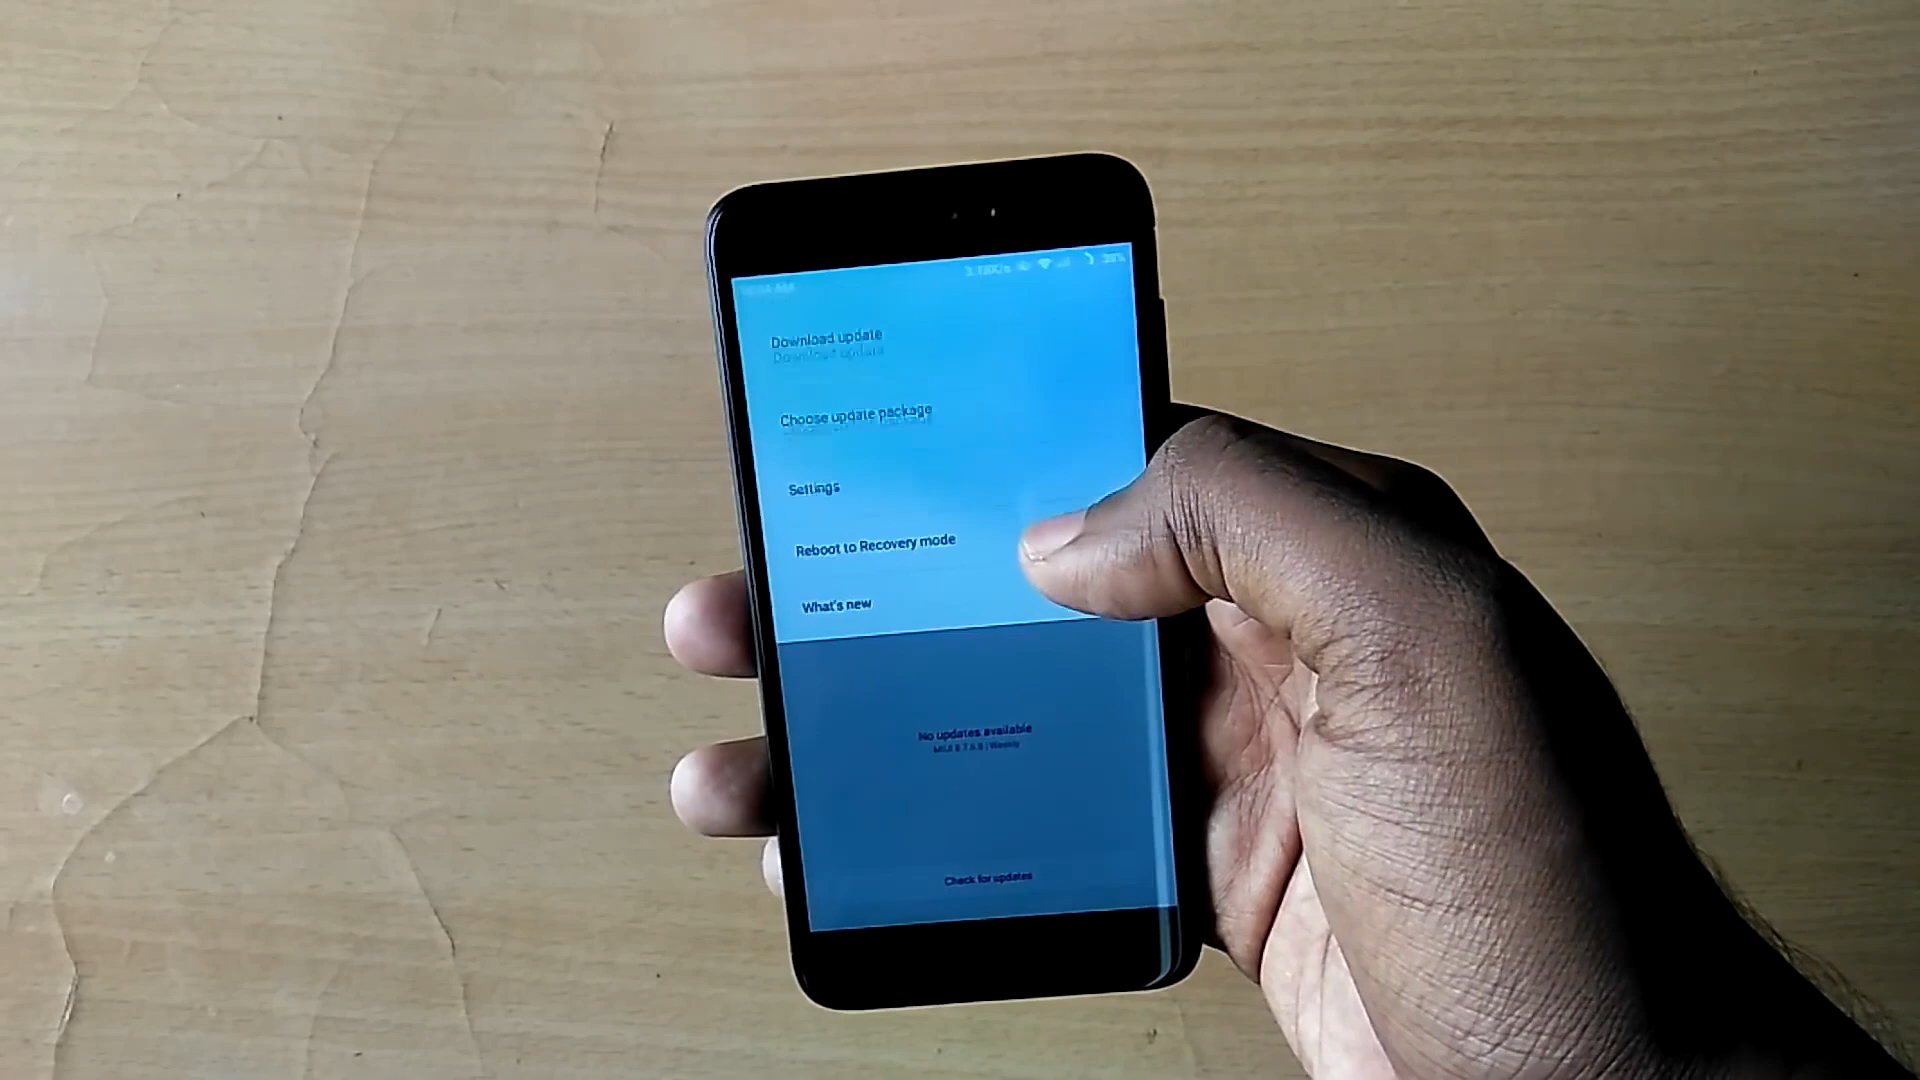 Download update
Choose update package
Settings
Reboot to Recovery mode
What's new
No updates available
Check for updates